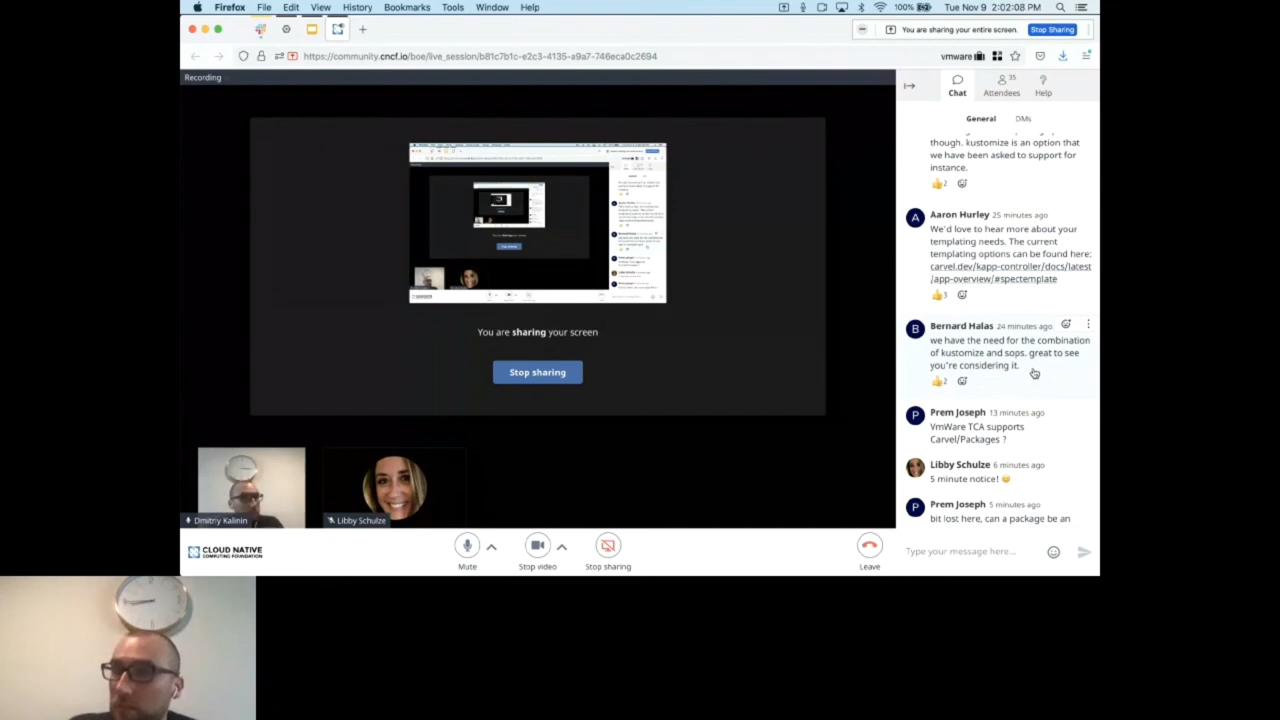 Firefox File Edit View History Bookmarks Tools Window Help
100% Tue Nov 9 2:02:08 PM
You are sharing your entire screen. Stop Sharing
https://community.cncf.io/boe/live_session/b81c7b1c-e2c3-4135-a9a7-746eca0c2694
vmware
Recording
35
Chat Attendees Help
General DMs
though. kustomize is an option that
we have been asked to support for
instance.
2
A Aaron Hurley 25 minutes ago
We'd love to hear more about your
templating needs. The current
templating options can be found here:
carvel.dev/kapp-controller/docs/latest
/app-overview/#spectemplate
3
B Bernard Halas 24 minutes ago
we have the need for the combination
of kustomize and sops. great to see
you're considering it.
2
P Prem Joseph 13 minutes ago
VmWare TCA supports
Carvel/Packages ?
Libby Schulze 6 minutes ago
5 minute notice!
P Prem Joseph 5 minutes ago
bit lost here, can a package be an
Type your message here...
You are sharing your screen
Stop sharing
Dmitriy Kalinin
Libby Schulze
CLOUD NATIVE
COMPUTING FOUNDATION
Mute Stop video Stop sharing Leave